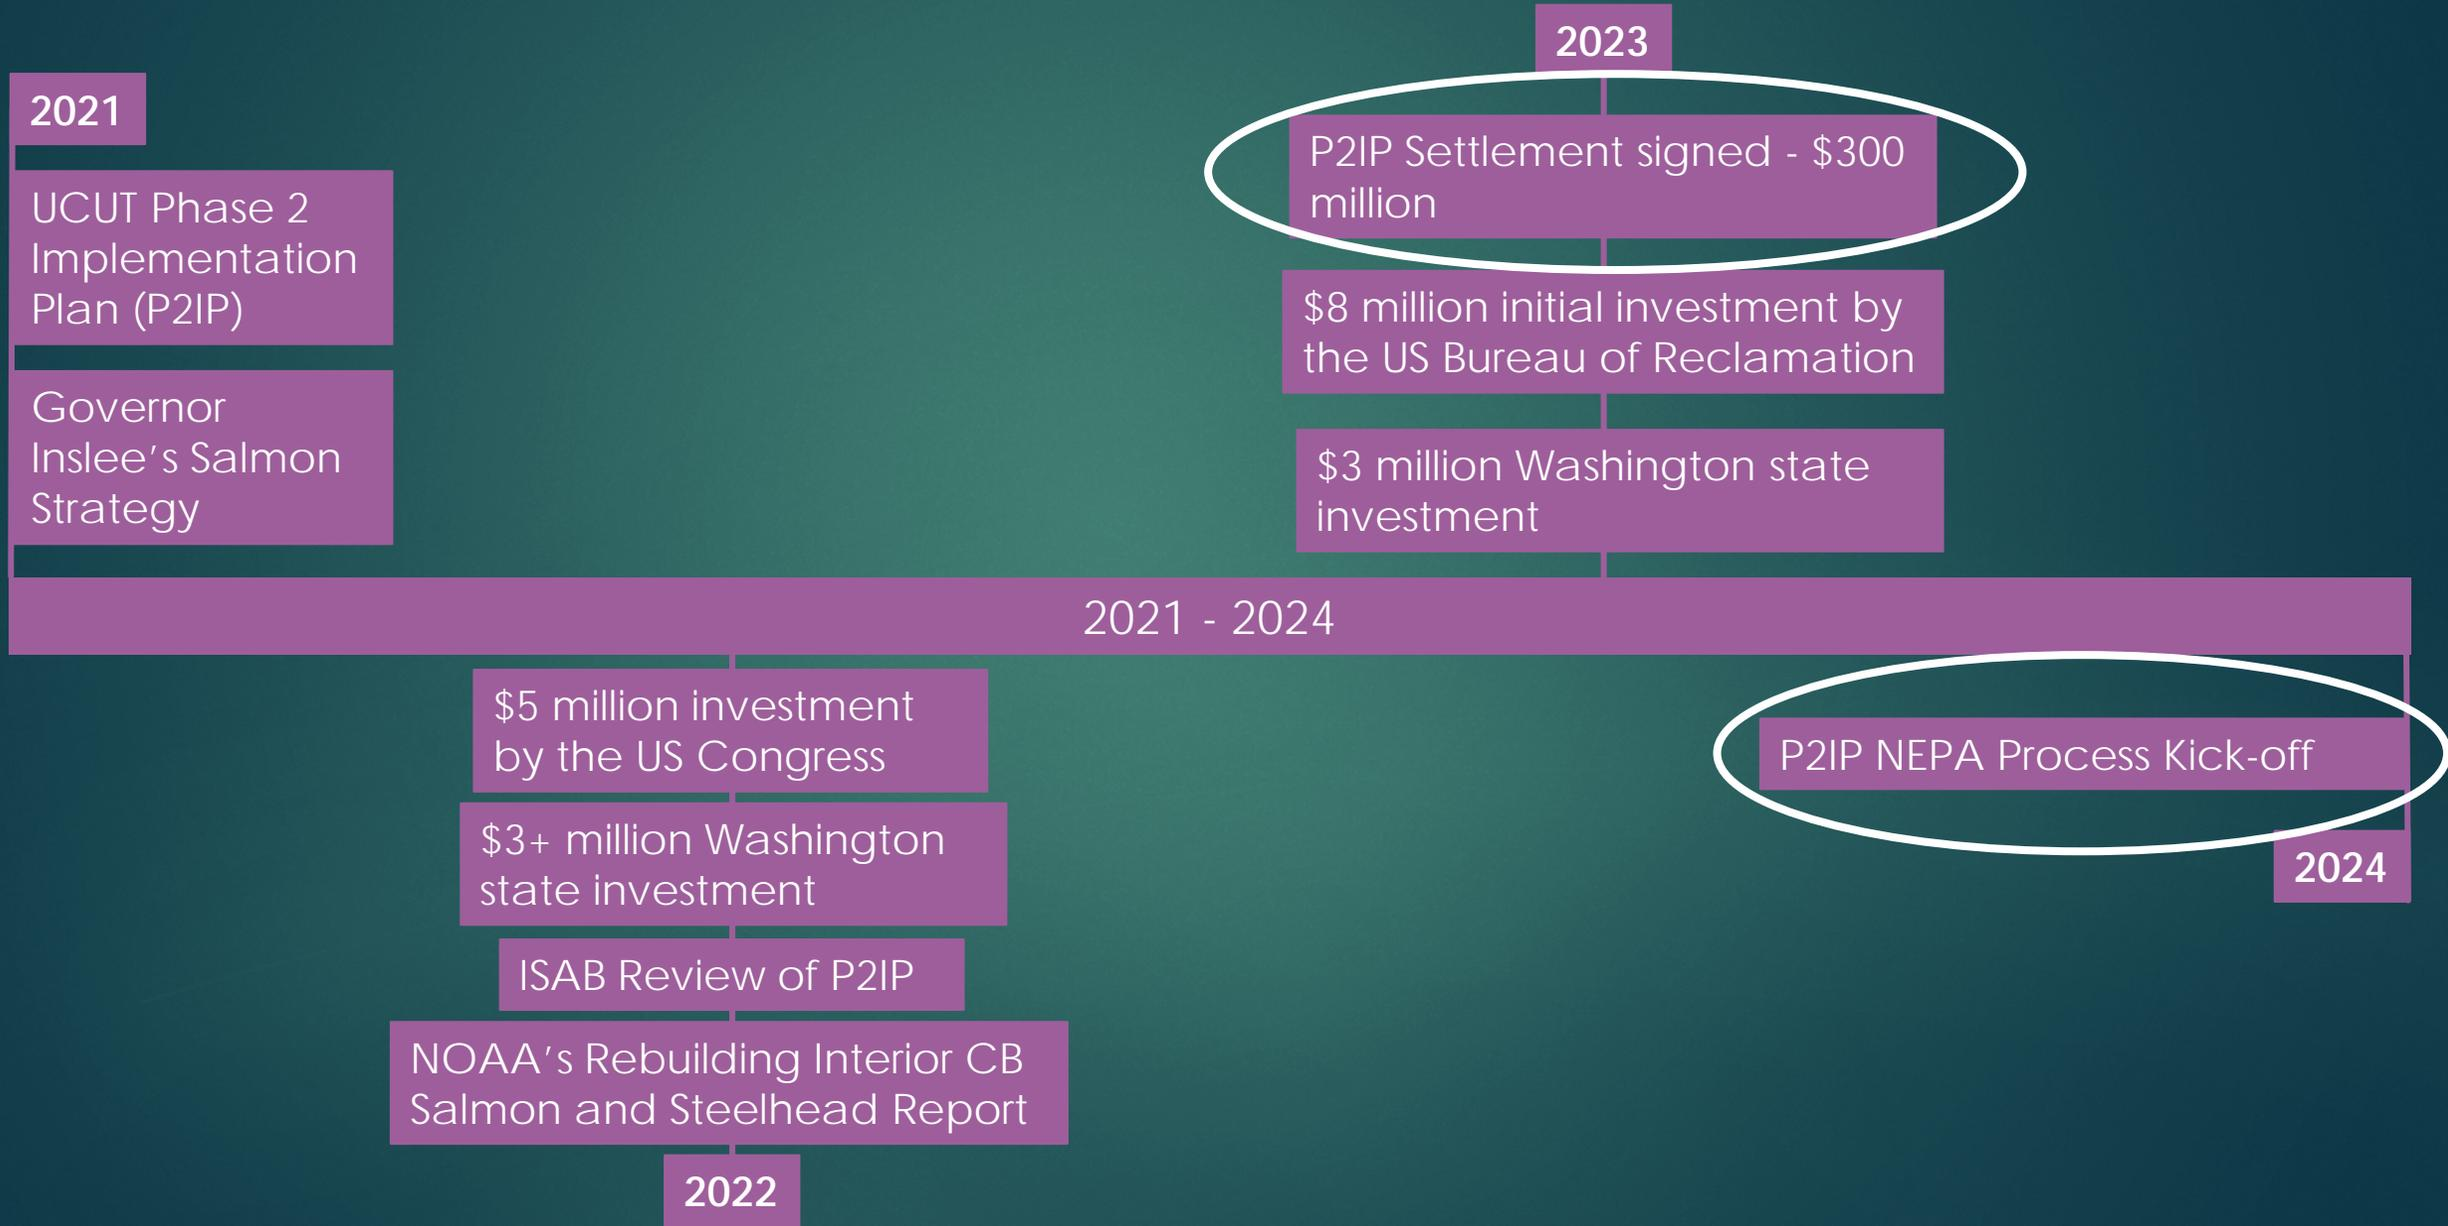 2021
UCUT Phase 2
Implementation
Plan (P2IP)
Governor
Inslee’s Salmon
Strategy
2023
P2IP Settlement signed - $300
million
$8 million initial investment by
the US Bureau of Reclamation
$3 million Washington state
investment
2021 - 2024
$5 million investment
by the US Congress
$3+ million Washington
state investment
ISAB Review of P2IP
NOAA’s Rebuilding Interior CB
Salmon and Steelhead Report
2022
P2IP NEPA Process Kick-off
2024